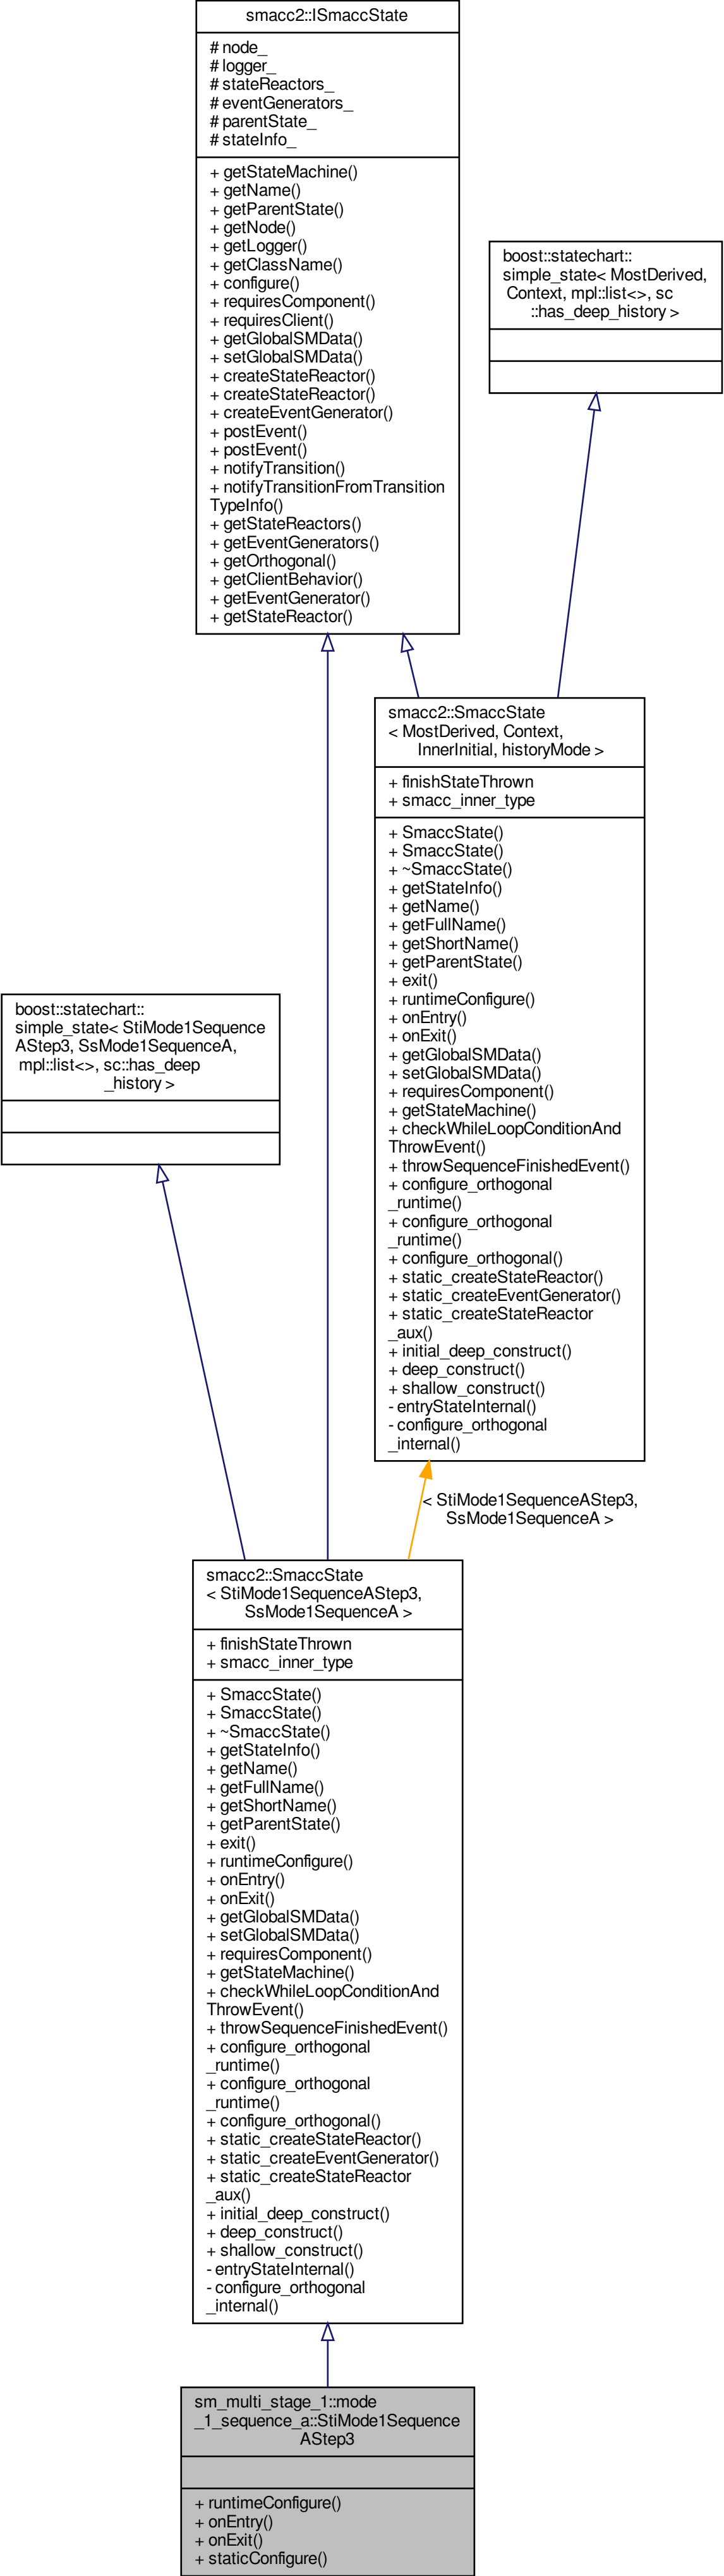 smacc2::ISmaccState
# node_
# logger_
# stateReactors_
# eventGenerators_
# parentState_
# stateInfo_
+ getStateMachine()
+ getName()
+ getParentState()
+ getNode()
+ getLogger()
+ getClassName()
+ configure()
+ requiresComponent()
+ requiresClient()
+ getGlobalSMData()
+ setGlobalSMData()
+ createStateReactor()
+ createStateReactor()
+ createEventGenerator()
+ postEvent()
+ postEvent()
+ notifyTransition()
+ notifyTransitionFromTransition
TypeInfo()
+ getStateReactors()
+ getEventGenerators()
+ getOrthogonal()
+ getClientBehavior()
+ getEventGenerator()
+ getStateReactor()
boost::statechart::
simple_state< MostDerived,
Context, mpl::list<>, sc
::has_deep_history >
smacc2::SmaccState
< MostDerived, Context,
InnerInitial, historyMode >
+ finishStateThrown
+ smacc_inner_type
+ SmaccState()
+ SmaccState()
+ ~SmaccState()
+ getStateInfo()
+ getName()
+ getFullName()
+ getShortName()
+ getParentState()
+ exit()
+ runtimeConfigure()
+ onEntry()
+ onExit()
+ getGlobalSMData()
+ setGlobalSMData()
+ requiresComponent()
+ getStateMachine()
+ checkWhileLoopConditionAnd
ThrowEvent()
+ throwSequenceFinishedEvent()
+ configure_orthogonal
_runtime()
+ configure_orthogonal
_runtime()
+ configure_orthogonal()
+ static_createStateReactor()
+ static_createEventGenerator()
+ static_createStateReactor
_aux()
+ initial_deep_construct()
+ deep_construct()
+ shallow_construct()
- entryStateInternal()
- configure_orthogonal
_internal()
boost::statechart::
simple_state< StiMode1Sequence
AStep3, SsMode1SequenceA,
mpl::list<>, sc::has_deep
_history >
< StiMode1SequenceAStep3,
SsMode1SequenceA >
smacc2::SmaccState
< StiMode1SequenceAStep3,
SsMode1SequenceA >
+ finishStateThrown
+ smacc_inner_type
+ SmaccState()
+ SmaccState()
+ ~SmaccState()
+ getStateInfo()
+ getName()
+ getFullName()
+ getShortName()
+ getParentState()
+ exit()
+ runtimeConfigure()
+ onEntry()
+ onExit()
+ getGlobalSMData()
+ setGlobalSMData()
+ requiresComponent()
+ getStateMachine()
+ checkWhileLoopConditionAnd
ThrowEvent()
+ throwSequenceFinishedEvent()
+ configure_orthogonal
_runtime()
+ configure_orthogonal
_runtime()
+ configure_orthogonal()
+ static_createStateReactor()
+ static_createEventGenerator()
+ static_createStateReactor
_aux()
+ initial_deep_construct()
+ deep_construct()
+ shallow_construct()
- entryStateInternal()
- configure_orthogonal
_internal()
sm_multi_stage_1::mode
_1_sequence_a::StiMode1Sequence
AStep3
+ runtimeConfigure()
+ onEntry()
+ onExit()
+ staticConfigure()